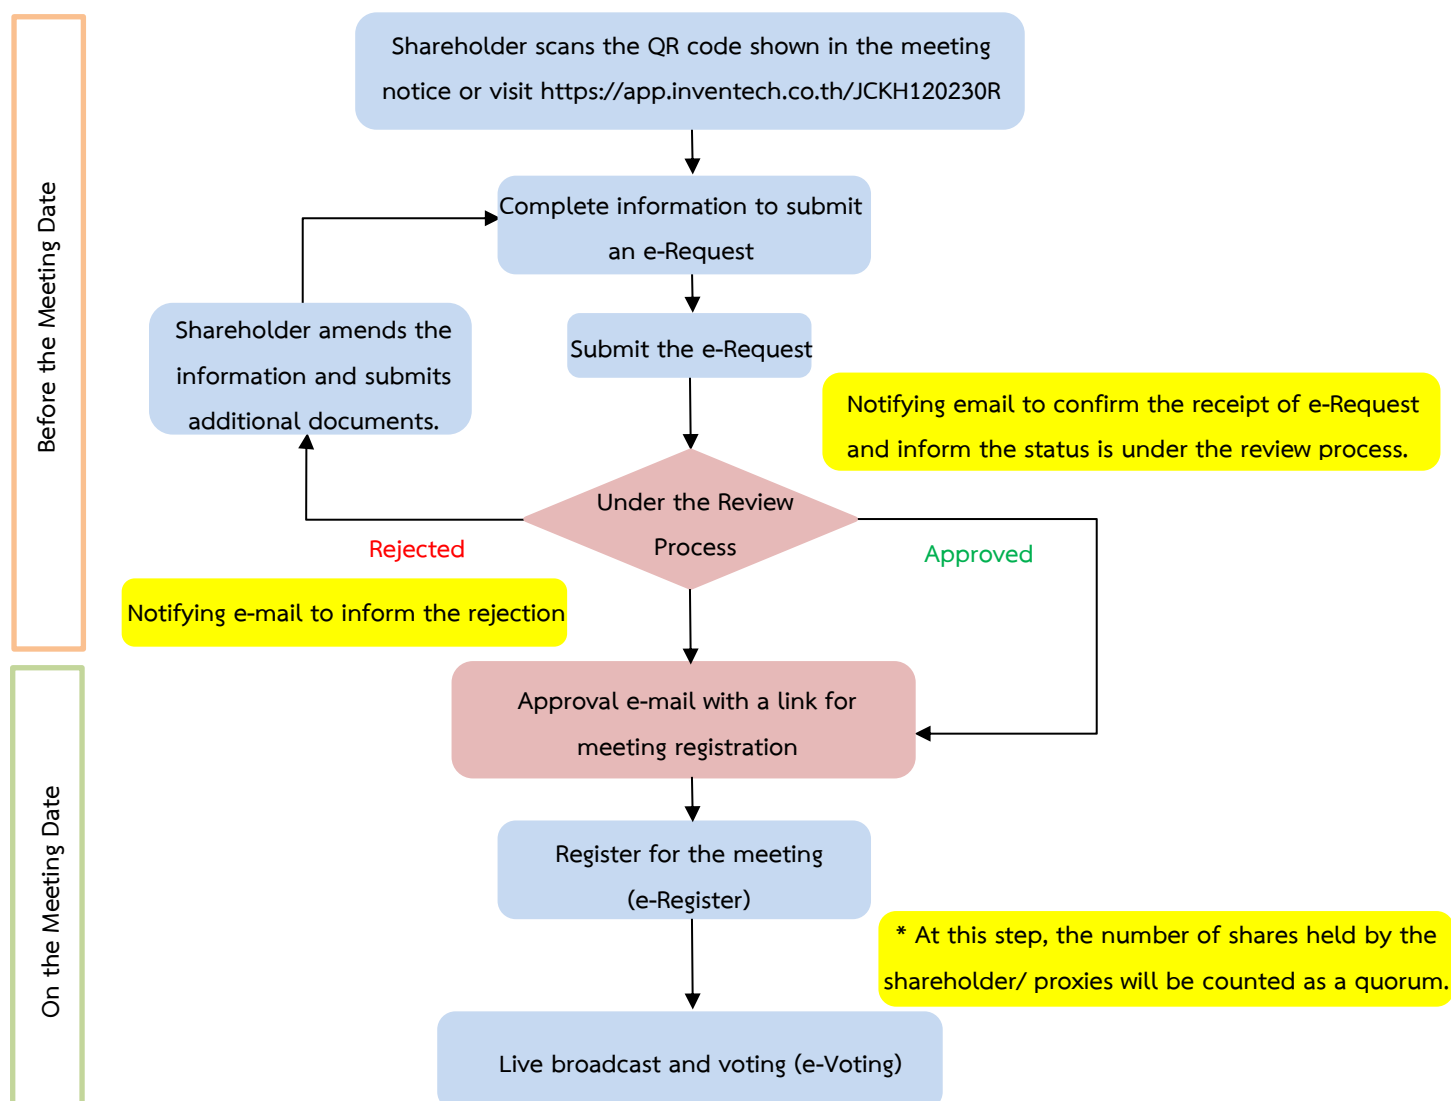 Before the Meeting Date
Shareholder scans the QR code shown in the meeting
notice or visit https://app.inventech.co.th/JCKH120230R
Complete information to submit
an e-Request
Shareholder amends the
information and submits
additional documents.
Submit the e-Request
Notifying email to confirm the receipt of e-Request
and inform the status is under the review process.
Under the Review
Process
Rejected
Approved
Notifying e-mail to inform the rejection
On the Meeting Date
Approval e-mail with a link for
meeting registration
Register for the meeting
(e-Register)
* At this step, the number of shares held by the
shareholder/ proxies will be counted as a quorum.
Live broadcast and voting (e-Voting)